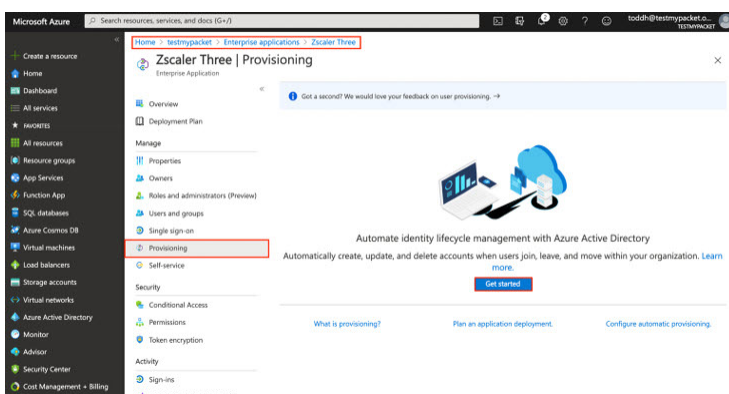 Microsoft Azure
Search resources, services, and docs (G+/)
toddh@testmypacket.o...
TESTMYPACKET
Create a resource
Home
Dashboard
All services
FAVORITES
All resources
Resource groups
App Services
Function App
SQL databases
Azure Cosmos DB
Virtual machines
Load balancers
Storage accounts
Virtual networks
Azure Active Directory
Monitor
Advisor
Security Center
Cost Management + Billing
Home > testmypacket > Enterprise applications > Zscaler Three
Zscaler Three | Provisioning
Enterprise Application
Overview
Deployment Plan
Manage
Properties
Owners
Roles and administrators (Preview)
Users and groups
Single sign-on
Provisioning
Self-service
Security
Conditional Access
Permissions
Token encryption
Activity
Sign-ins
Got a second? We would love your feedback on user provisioning. →
Automate identity lifecycle management with Azure Active Directory
Automatically create, update, and delete accounts when users join, leave, and move within your organization. Learn
more.
Get started
What is provisioning?
Plan an application deployment.
Configure automatic provisioning.